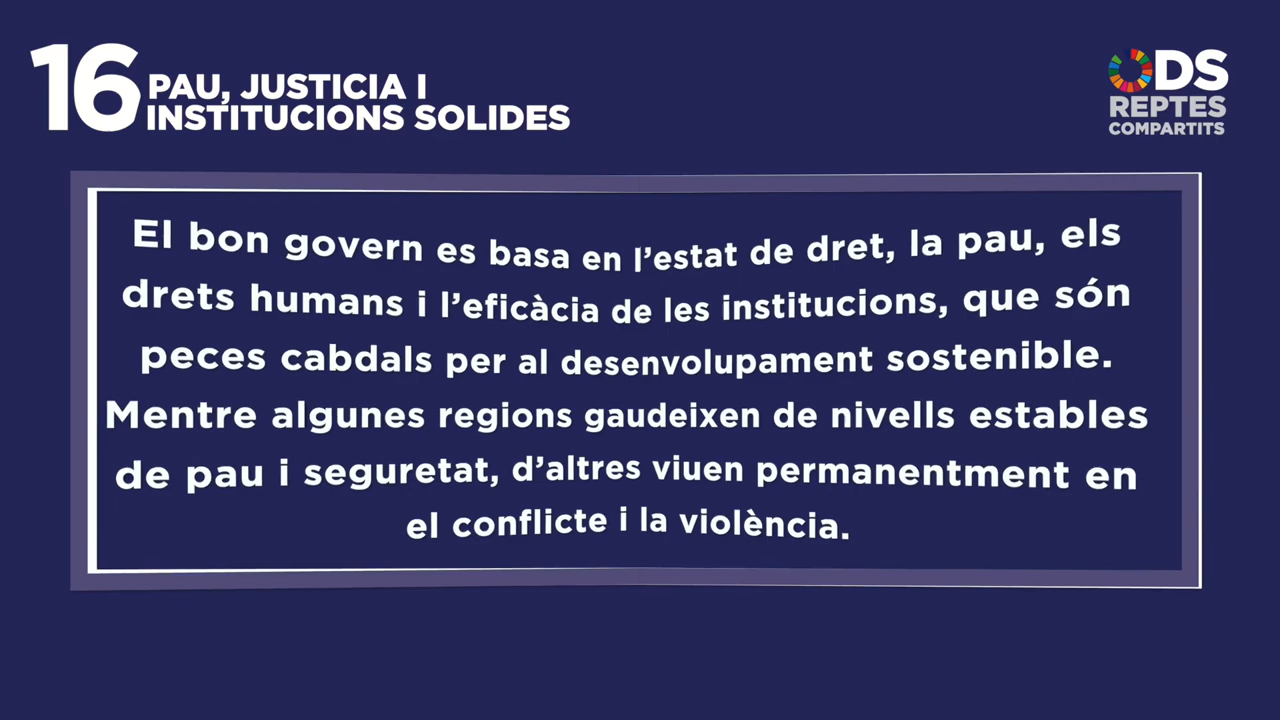 16 PAU, JUSTICIA I
INSTITUCIONS SOLIDES
ODS
REPTES
COMPARTITS
El bon govern es basa en l’estat de dret, la pau, els
drets humans i l’eficàcia de les institucions, que són
peces cabdals per al desenvolupament sostenible.
Mentre algunes regions gaudeixen de nivells estables
de pau i seguretat, d’altres viuen permanentment en
el conflicte i la violència.